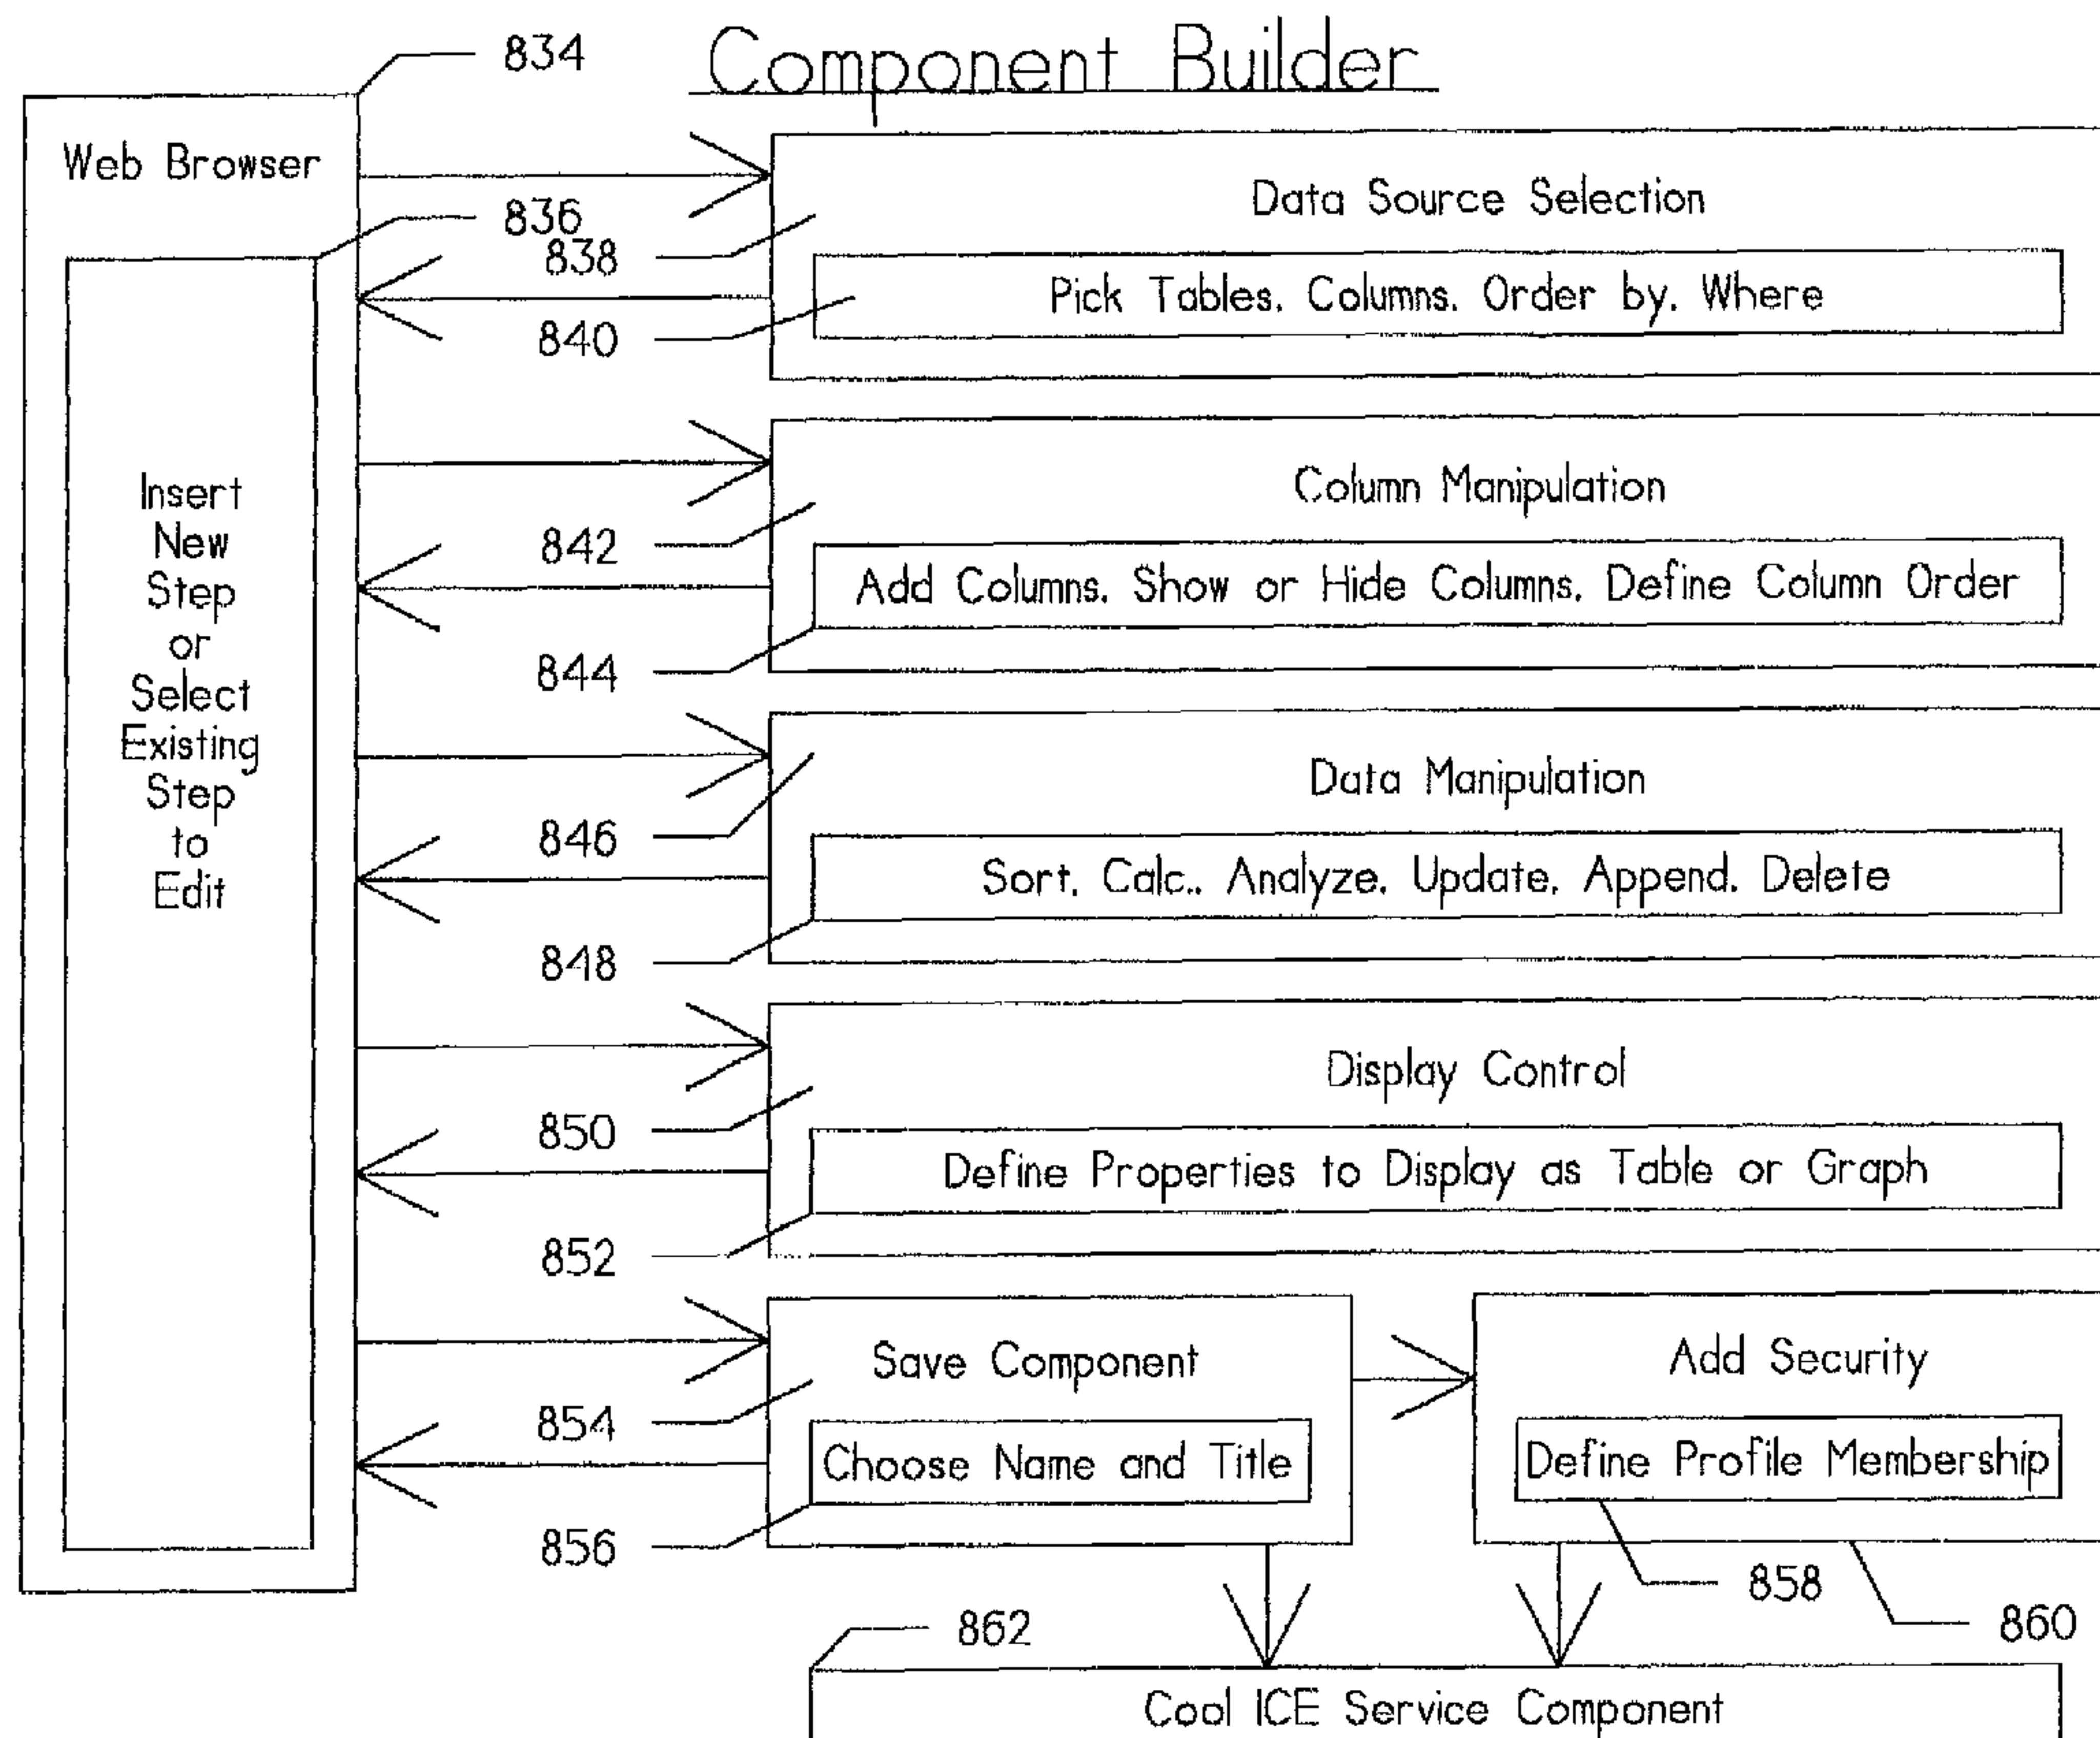 834
Component Builder
Web Browser
836
Data Source Selection
838
Pick Tables. Columns. Order by. Where
840
Insert
New
Step
or
Select
Existing
Step
to
Edit
Column Manipulation
842
Add Columns. Show or Hide Columns. Define Column Order
844
Data Manipulation
846
Sort. Calc.. Analyze. Update. Append. Delete
848
Display Control
850
Define Properties to Display as Table or Graph
852
Save Component
Add Security
854
Choose Name and Title
Define Profile Membership
856
858
860
862
Cool ICE Service Component